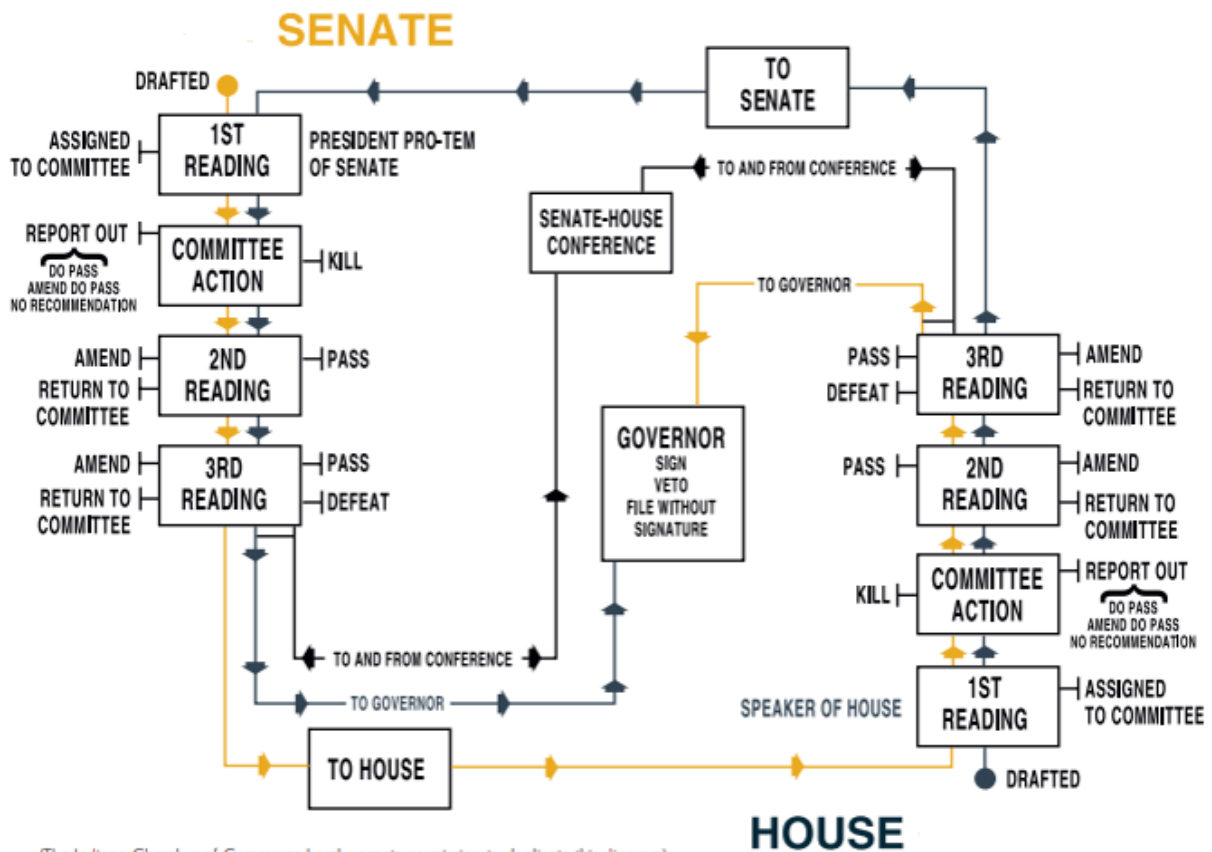 SENATE
DRAFTED
TO
SENATE
ASSIGNED
TO COMMITTEE
1ST
READING
PRESIDENT PRO-TEM
OF SENATE
TO AND FROM CONFERENCE
SENATE-HOUSE
CONFERENCE
REPORT OUT
DO PASS
AMEND DO PASS
NO RECOMMENDATION
COMMITTEE
ACTION
KILL
TO GOVERNOR
AMEND
RETURN TO
COMMITTEE
2ND
READING
PASS
PASS
DEFEAT
3RD
READING
AMEND
RETURN TO
COMMITTEE
GOVERNOR
SIGN
VETO
FILE WITHOUT
SIGNATURE
AMEND
RETURN TO
COMMITTEE
3RD
READING
PASS
DEFEAT
PASS
2ND
READING
AMEND
RETURN TO
COMMITTEE
KILL
COMMITTEE
ACTION
REPORT OUT
DO PASS
AMEND DO PASS
NO RECOMMENDATION
TO AND FROM CONFERENCE
TO GOVERNOR
SPEAKER OF HOUSE
1ST
READING
ASSIGNED
TO COMMITTEE
TO HOUSE
DRAFTED
HOUSE